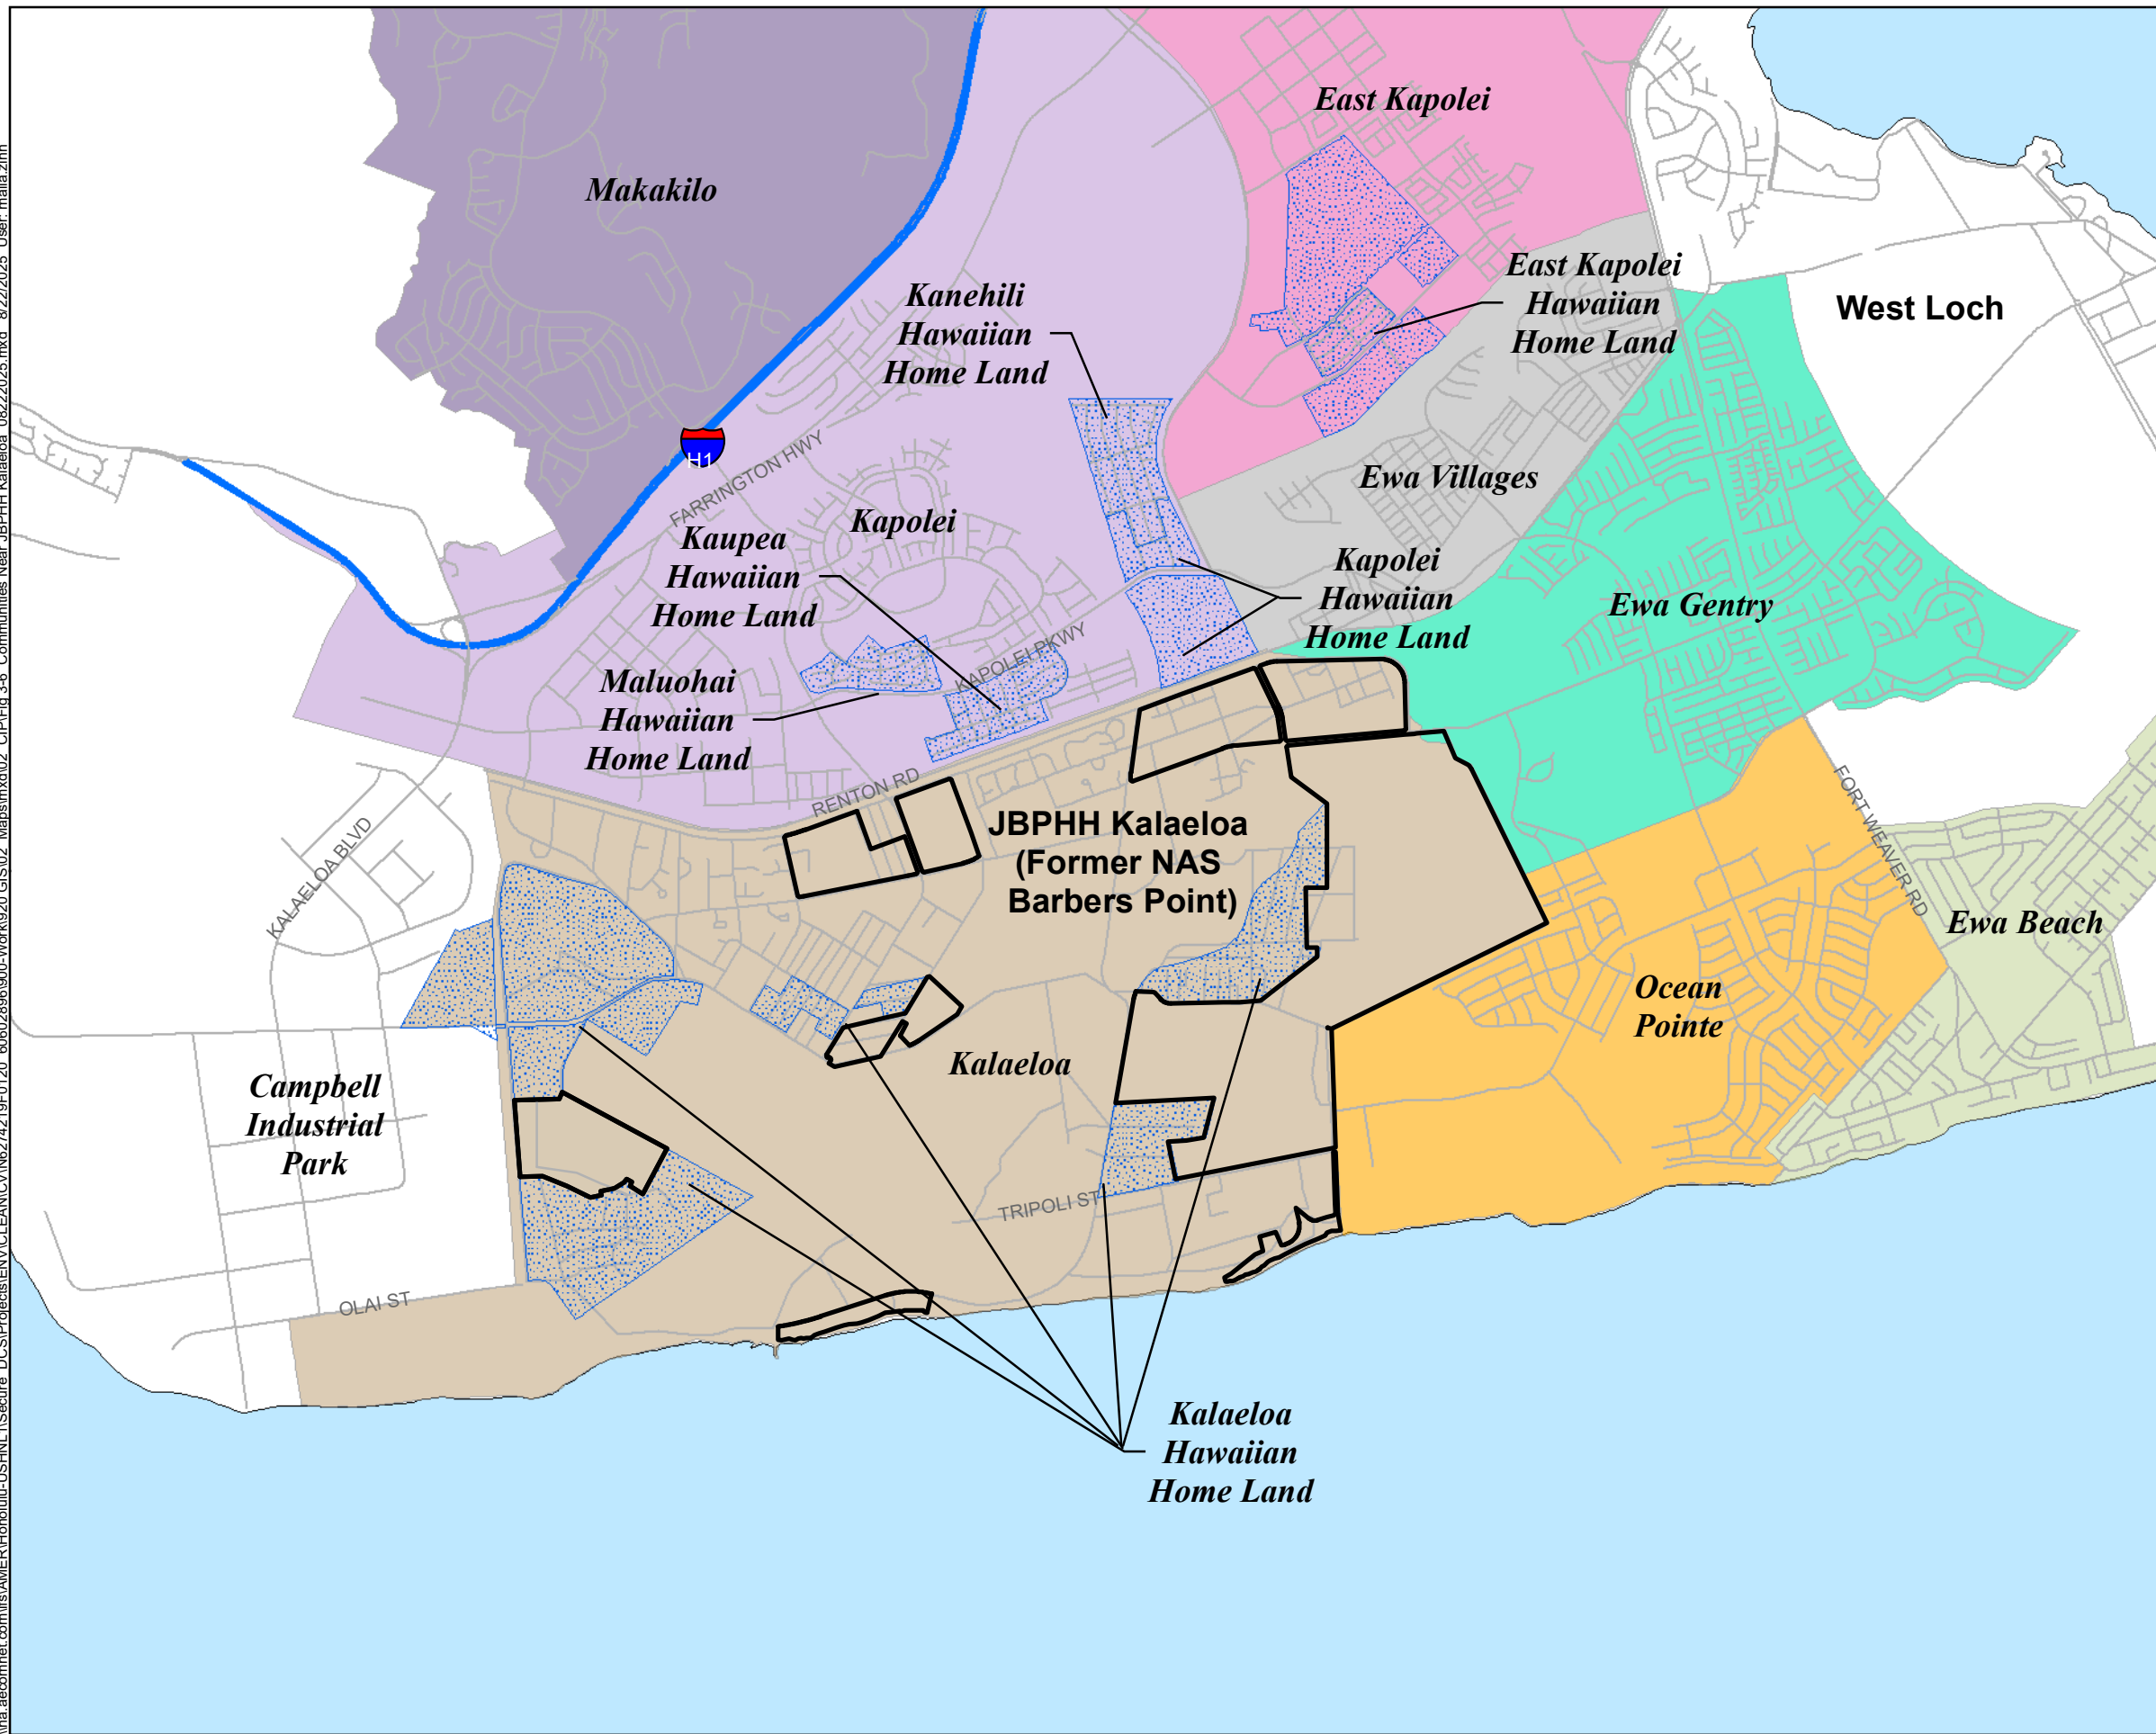 East Kapolei
Makakilo
East Kapolei
Hawaiian
Home Land
Kanehili
Hawaiian
Home Land
West Loch
H1
FARRINGTON HWY
Ewa Villages
Kapolei
Kaupea
Hawaiian
Home Land
Kapolei
Hawaiian
Home Land
Ewa Gentry
KAPOLEI PKWY
Maluohai
Hawaiian
Home Land
RENTON RD
JBPHH Kalaeloa
(Former NAS
Barbers Point)
FORT WEAVER RD
KALAELOA BLVD
Ewa Beach
Ocean
Pointe
Kalaeloa
Campbell
Industrial
Park
TRIPOLI ST
OLAI ST
Kalaeloa
Hawaiian
Home Land